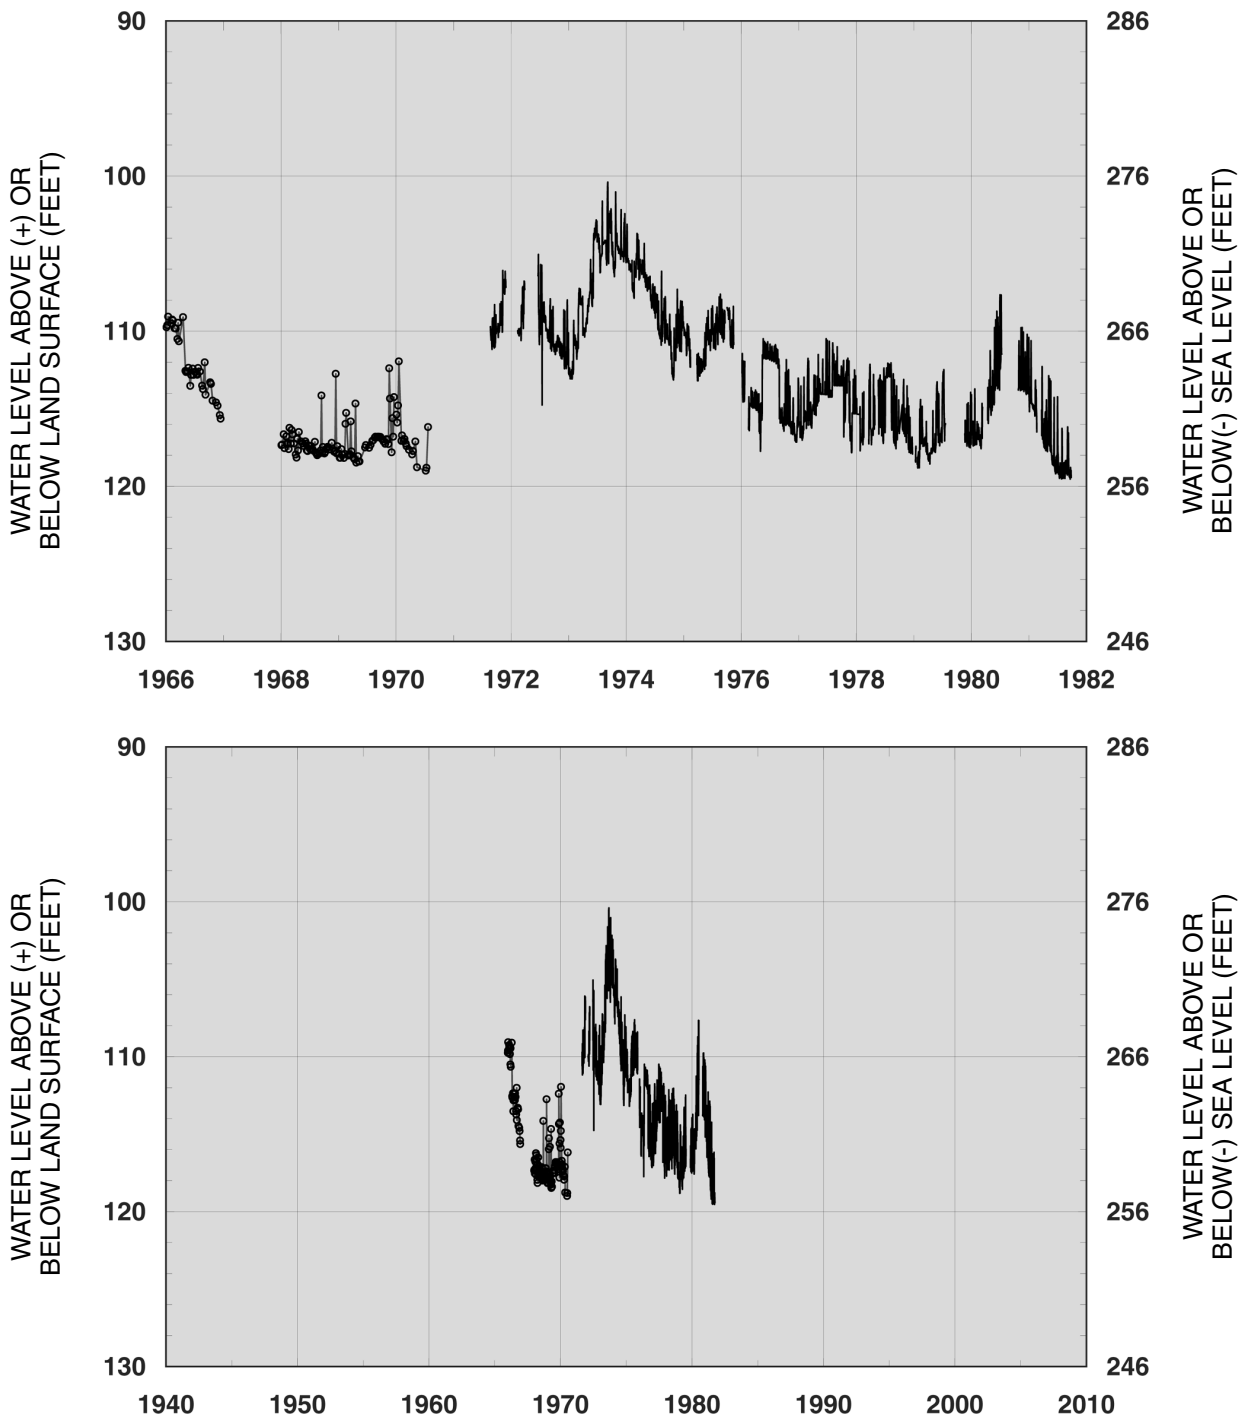 WATER LEVEL ABOVE (+) OR
BELOW LAND SURFACE (FEET)
90
100
110
120
130
286
276
266
256
246
WATER LEVEL ABOVE OR
BELOW(-) SEA LEVEL (FEET)
1966 1968 1970 1972 1974 1976 1978 1980 1982
WATER LEVEL ABOVE (+) OR
BELOW LAND SURFACE (FEET)
90
100
110
120
130
286
276
266
256
246
WATER LEVEL ABOVE OR
BELOW(-) SEA LEVEL (FEET)
1940 1950 1960 1970 1980 1990 2000 2010